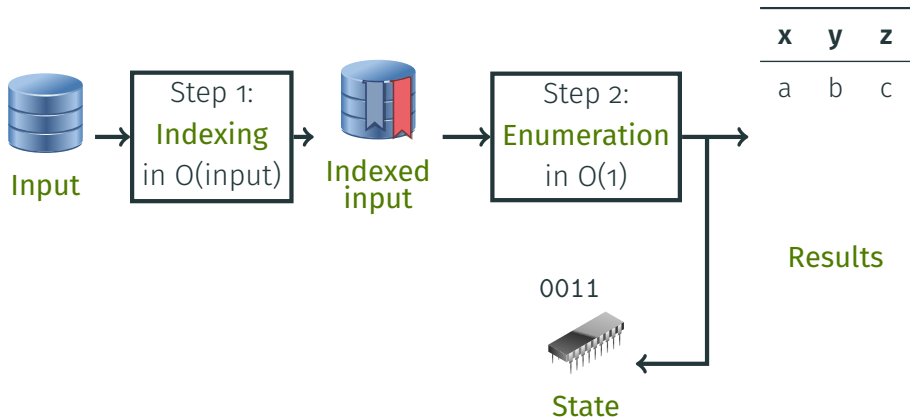 x y z
a b c
Input
Step 1:
Indexing
in O(input)
Indexed
input
Step 2:
Enumeration
in O(1)
Results
0011
State